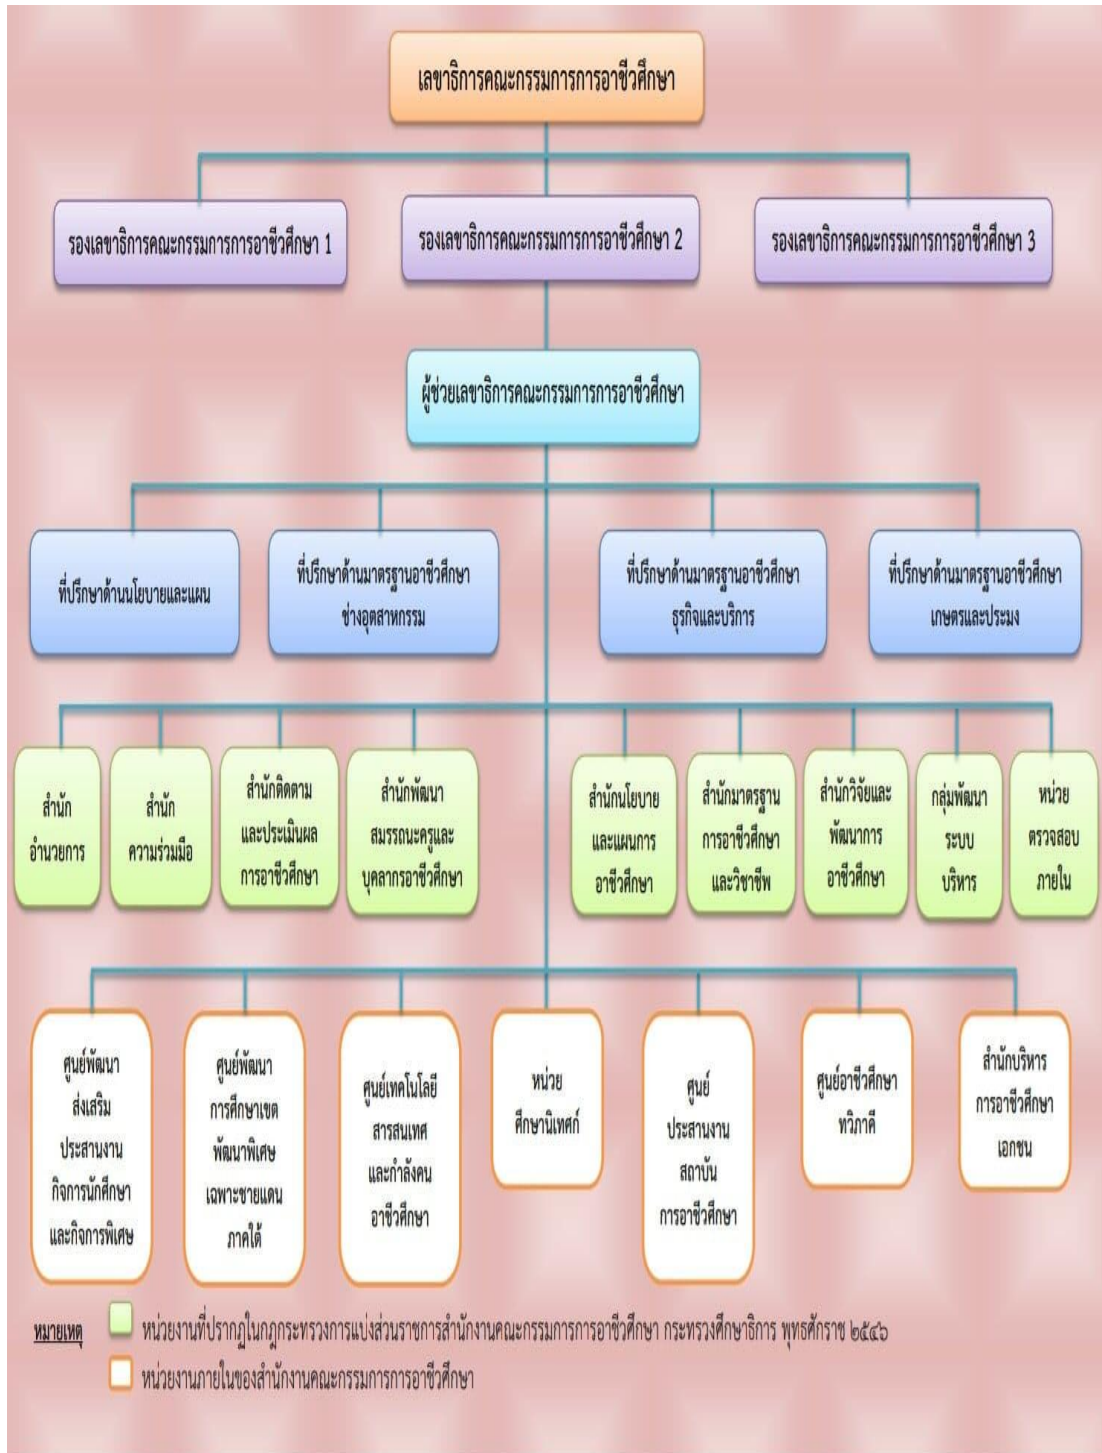 เลขาธิการคณะกรรมการการอาชีวศึกษา
รองเลขาธิการคณะกรรมการการอาชีวศึกษา 1
รองเลขาธิการคณะกรรมการการอาชีวศึกษา 2
รองเลขาธิการคณะกรรมการการอาชีวศึกษา 3
ผู้ช่วยเลขาธิการคณะกรรมการการอาชีวศึกษา
ที่ปรึกษาด้านนโยบายและแผน
ที่ปรึกษาด้านมาตรฐานอาชีวศึกษา
ช่างอุตสาหกรรม
ที่ปรึกษาด้านมาตรฐานอาชีวศึกษา
ธุรกิจและบริการ
ที่ปรึกษาด้านมาตรฐานอาชีวศึกษา
เกษตรและประมง
สำนัก
อำนวยการ
สำนัก
ความร่วมมือ
สำนักติดตาม
และประเมินผล
การอาชีวศึกษา
สำนักพัฒนา
สมรรถนะครูและ
บุคลากรอาชีวศึกษา
สำนักนโยบาย
และแผนการ
อาชีวศึกษา
สำนักมาตรฐาน
การอาชีวศึกษา
และวิชาชีพ
สำนักวิจัยและ
พัฒนาการ
อาชีวศึกษา
กลุ่มพัฒนา
ระบบ
บริหาร
หน่วย
ตรวจสอบ
ภายใน
ศูนย์พัฒนา
ส่งเสริม
ประสานงาน
กิจการนักศึกษา
และกิจการพิเศษ
ศูนย์พัฒนา
การศึกษาเขต
พัฒนาพิเศษ
เฉพาะชายแดน
ภาคใต้
ศูนย์เทคโนโลยี
สารสนเทศ
และกำลังคน
อาชีวศึกษา
หน่วย
ศึกษานิเทศก์
ศูนย์
ประสานงาน
สถาบัน
การอาชีวศึกษา
ศูนย์อาชีวศึกษา
ทวิภาคี
สำนักบริหาร
การอาชีวศึกษา
เอกชน
หมายเหตุ
หน่วยงานที่ปรากฏในกฎกระทรวงการแบ่งส่วนราชการสำนักงานคณะกรรมการการอาชีวศึกษา กระทรวงศึกษาธิการ พุทธศักราช ๒๕๔๖
หน่วยงานภายในของสำนักงานคณะกรรมการการอาชีวศึกษา